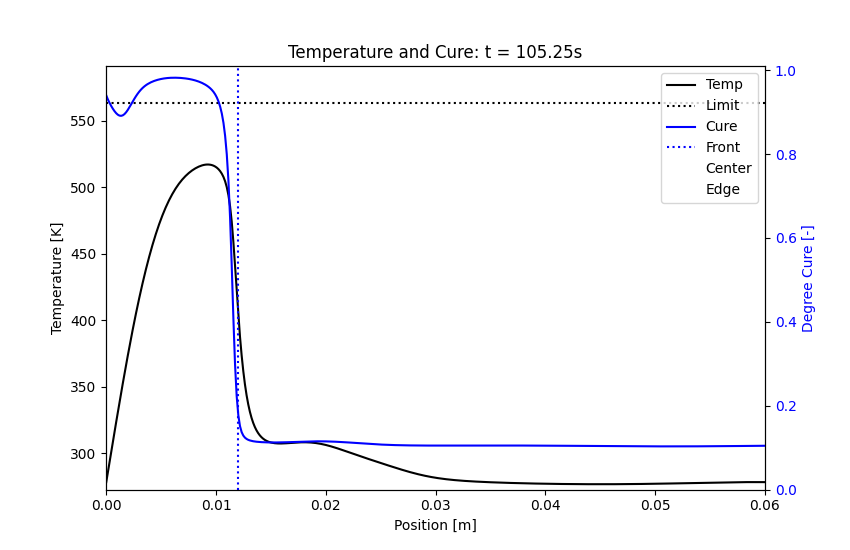 Temperature and Cure: t = 105.25s
Temp
Limit
Cure
Front
Center
Edge
Temperature [K]
550
500
450
400
350
300
1.0
0.8
0.6
0.4
0.2
0.0
Degree Cure [-]
0.00 0.01 0.02 0.03 0.04 0.05 0.06
Position [m]